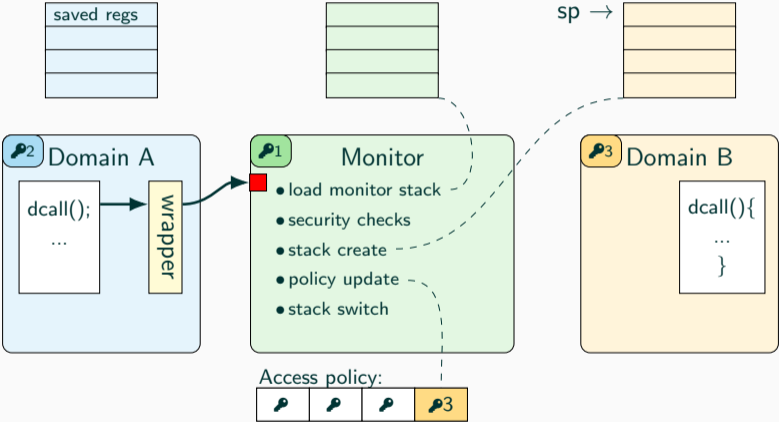 saved regs
sp →
2
Domain A
1
Monitor
3
Domain B
dcall();
...
wrapper
• load monitor stack
• security checks
• stack create
• policy update
• stack switch
dcall(){
...
}
Access policy:
3